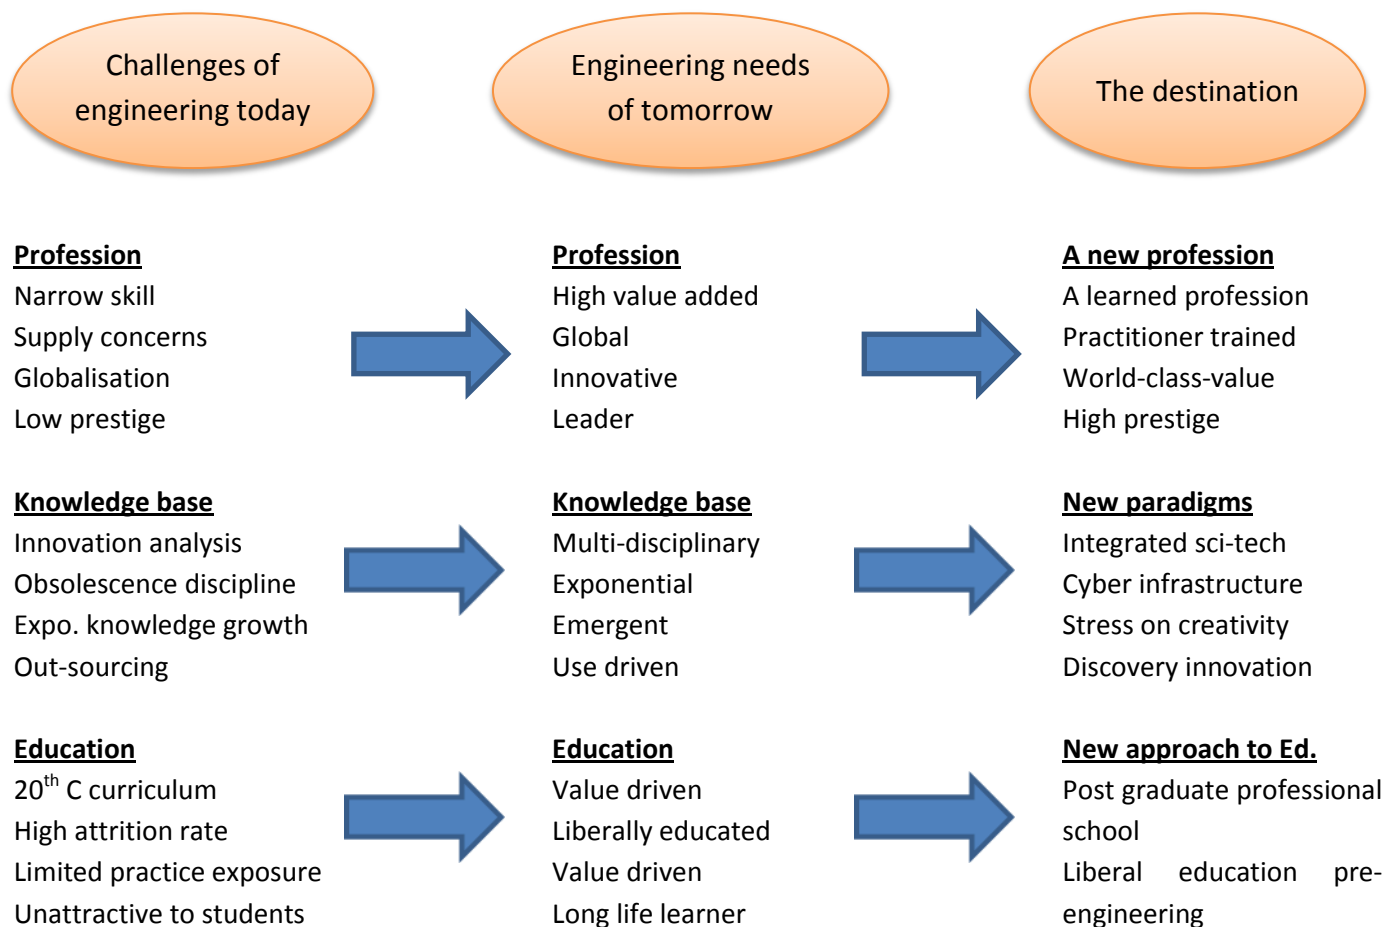 Challenges of
engineering today
Engineering needs
of tomorrow
The destination
Profession
Narrow skill
Supply concerns
Globalisation
Low prestige
Profession
High value added
Global
Innovative
Leader
A new profession
A learned profession
Practitioner trained
World-class-value
High prestige
Knowledge base
Innovation analysis
Obsolescence discipline
Expo. knowledge growth
Out-sourcing
Knowledge base
Multi-disciplinary
Exponential
Emergent
Use driven
New paradigms
Integrated sci-tech
Cyber infrastructure
Stress on creativity
Discovery innovation
Education
20th C curriculum
High attrition rate
Limited practice exposure
Unattractive to students
Education
Value driven
Liberally educated
Value driven
Long life learner
New approach to Ed.
Post graduate professional
school
Liberal education pre-
engineering